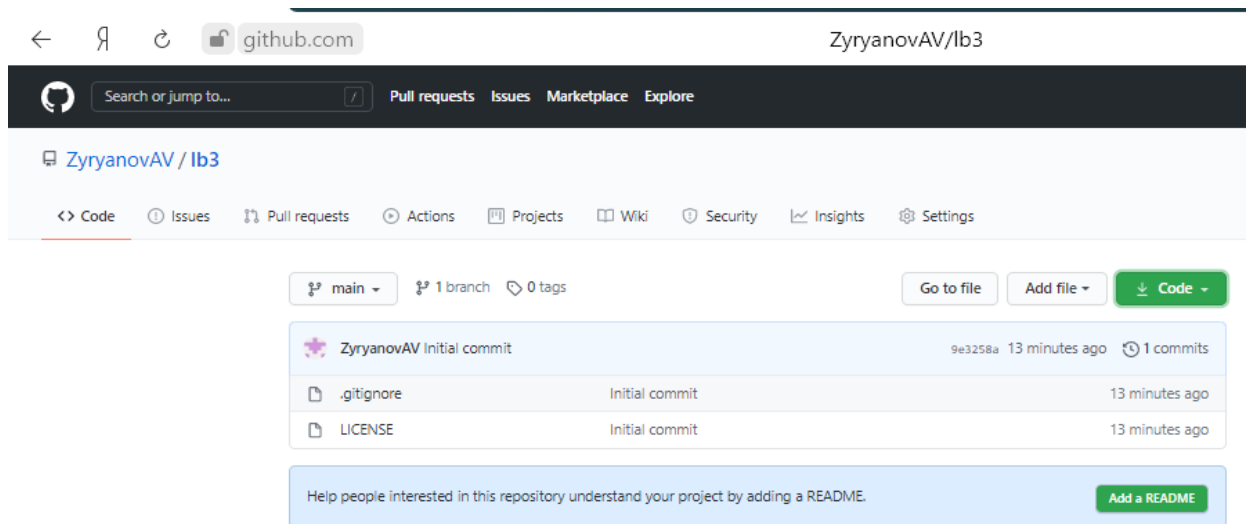 Я github.com ZyryanovAV/lb3
Search or jump to... / Pull requests Issues Marketplace Explore
ZyryanovAV / lb3
<> Code Issues Pull requests Actions Projects Wiki Security Insights Settings
main 1 branch 0 tags Go to file Add file Code
ZyryanovAV Initial commit 9e3258a 13 minutes ago 1 commits
.gitignore Initial commit 13 minutes ago
LICENSE Initial commit 13 minutes ago
Help people interested in this repository understand your project by adding a README. Add a README